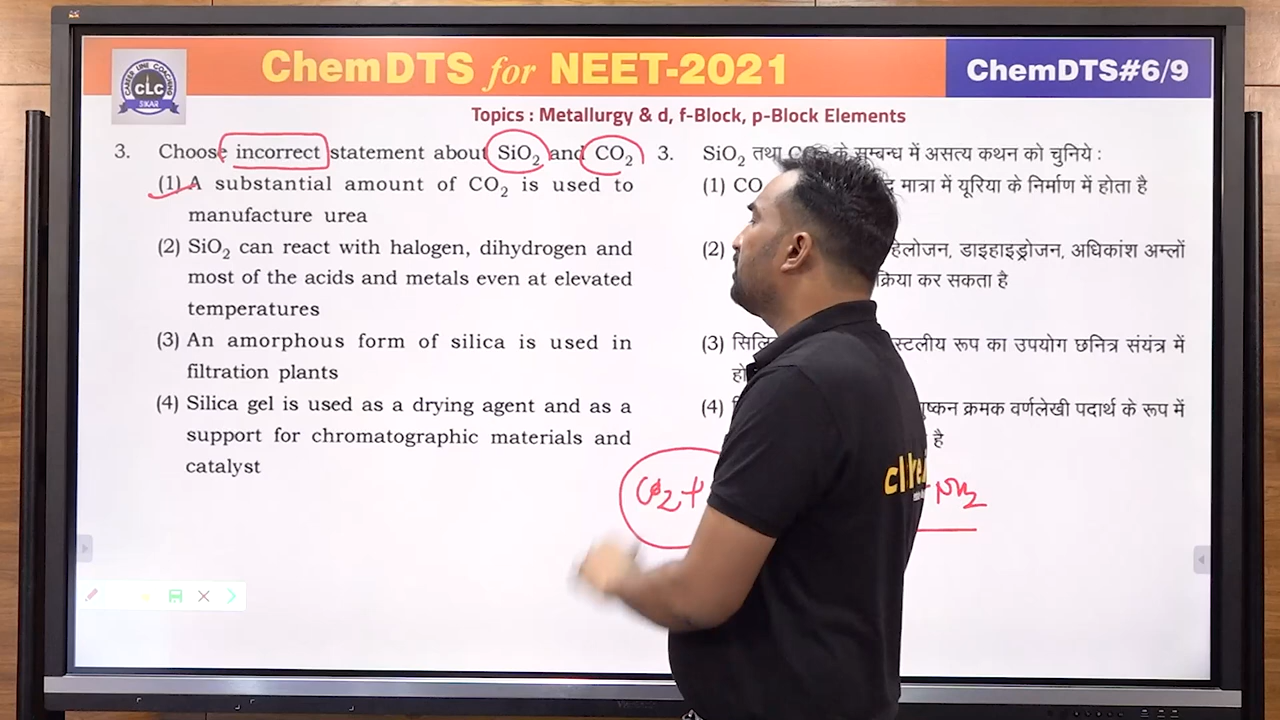 CAREER LINE COACHING
CLC
SIKAR
ChemDTS for NEET-2021
ChemDTS#6/9
Topics : Metallurgy & d, f-Block, p-Block Elements
3. Choose incorrect statement about SiO₂ and CO₂
(1) A substantial amount of CO₂ is used to
manufacture urea
(2) SiO₂ can react with halogen, dihydrogen and
most of the acids and metals even at elevated
temperatures
(3) An amorphous form of silica is used in
filtration plants
(4) Silica gel is used as a drying agent and as a
support for chromatographic materials and
catalyst
3. SiO₂ तथा के सम्बन्ध में असत्य कथन को चुनिये :
(1) CO मात्रा में यूरिया के निर्माण में होता है
(2) हेलोजन, डाइहाइड्रोजन, अधिकांश अम्लों
क्रिया कर सकता है
(3) रूप का उपयोग छनित्र संयंत्र में
(4) क्रमक वर्णलेखी पदार्थ के रूप में
है
CO₂ +
NH₂